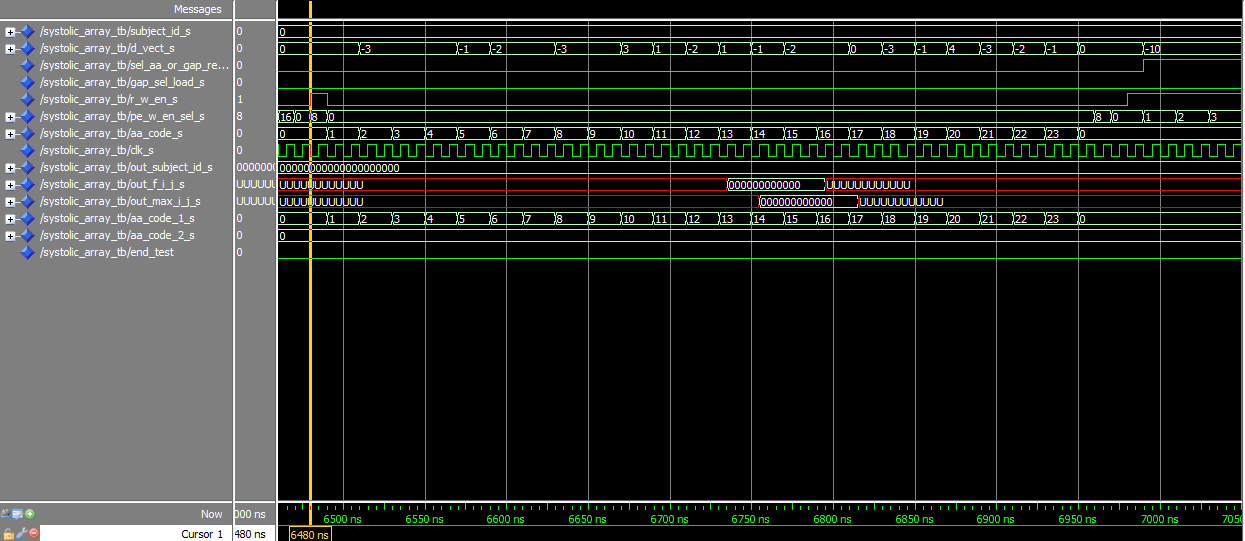 Messages
/systolic_array_tb/subject_id_s 0 0
/systolic_array_tb/d_vect_s 0 0 -3 -1 -2 -3 3 1 -2 1 -1 -2 0 -3 -1 4 -3 -2 -1 0 -10
/systolic_array_tb/sel_aa_or_gap_re... 0
/systolic_array_tb/gap_sel_load_s 0
/systolic_array_tb/r_w_en_s 1
/systolic_array_tb/pe_w_en_sel_s 8 16 0 8 0 8 0 1 2 3
/systolic_array_tb/aa_code_s 0 0 1 2 3 4 5 6 7 8 9 10 11 12 13 14 15 16 17 18 19 20 21 22 23 0
/systolic_array_tb/clk_s 0
/systolic_array_tb/out_subject_id_s 0000000 00000000000000000000
/systolic_array_tb/out_f_i_j_s UUUUUU UUUUUUUUUUUU 000000000000 UUUUUUUUUUUU
/systolic_array_tb/out_max_i_j_s UUUUUU UUUUUUUUUUUU 000000000000 UUUUUUUUUUUU
/systolic_array_tb/aa_code_1_s 0 0 1 2 3 4 5 6 7 8 9 10 11 12 13 14 15 16 17 18 19 20 21 22 23 0
/systolic_array_tb/aa_code_2_s 0 0
/systolic_array_tb/end_test 0
Now 000 ns 6500 ns 6550 ns 6600 ns 6650 ns 6700 ns 6750 ns 6800 ns 6850 ns 6900 ns 6950 ns 7000 ns 7050
Cursor 1 480 ns 6480 ns